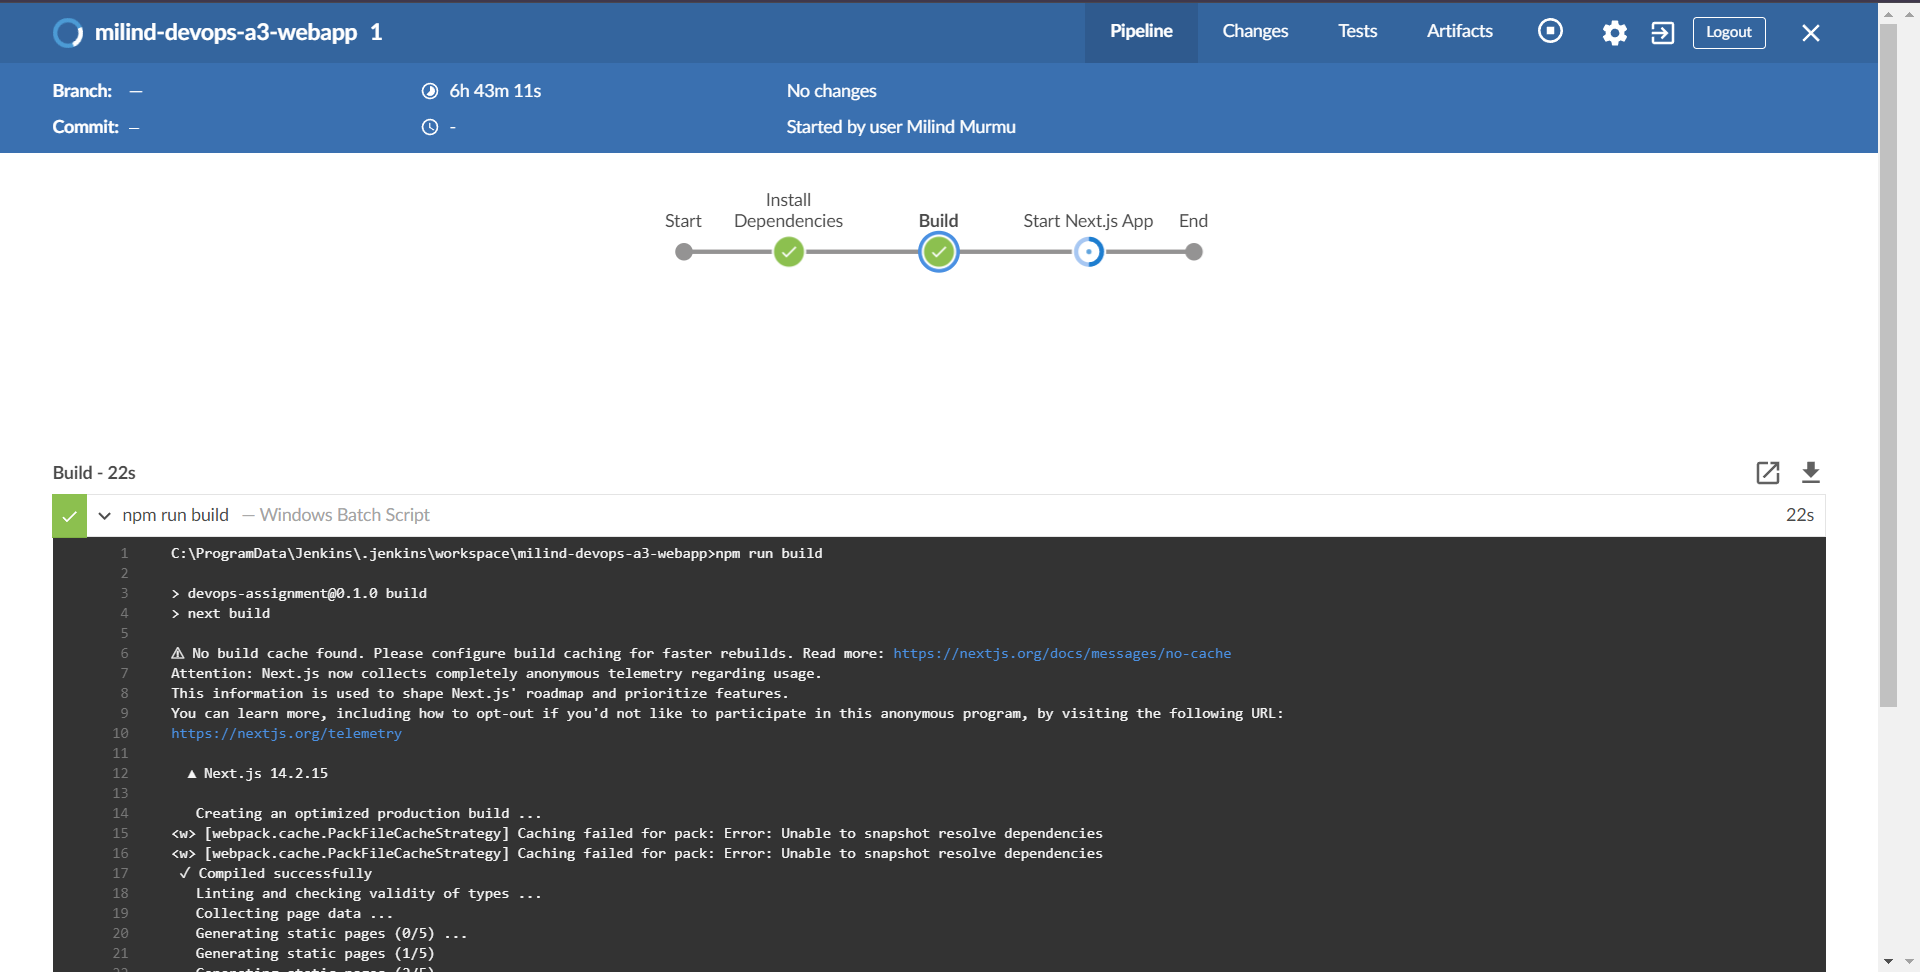 milind-devops-a3-webapp 1
Pipeline
Changes
Tests
Artifacts
Logout
Branch: —
6h 43m 11s
No changes
Commit: —
-
Started by user Milind Murmu
Start
Install
Dependencies
Build
Start Next.js App
End
Build - 22s
npm run build — Windows Batch Script
22s
1 C:\ProgramData\Jenkins\.jenkins\workspace\milind-devops-a3-webapp>npm run build
2
3 > devops-assignment@0.1.0 build
4 > next build
5
6 ⚠ No build cache found. Please configure build caching for faster rebuilds. Read more: https://nextjs.org/docs/messages/no-cache
7 Attention: Next.js now collects completely anonymous telemetry regarding usage.
8 This information is used to shape Next.js' roadmap and prioritize features.
9 You can learn more, including how to opt-out if you'd not like to participate in this anonymous program, by visiting the following URL:
10 https://nextjs.org/telemetry
11
12 ▲ Next.js 14.2.15
13
14 Creating an optimized production build ...
15 <w> [webpack.cache.PackFileCacheStrategy] Caching failed for pack: Error: Unable to snapshot resolve dependencies
16 <w> [webpack.cache.PackFileCacheStrategy] Caching failed for pack: Error: Unable to snapshot resolve dependencies
17 ✓ Compiled successfully
18 Linting and checking validity of types ...
19 Collecting page data ...
20 Generating static pages (0/5) ...
21 Generating static pages (1/5)